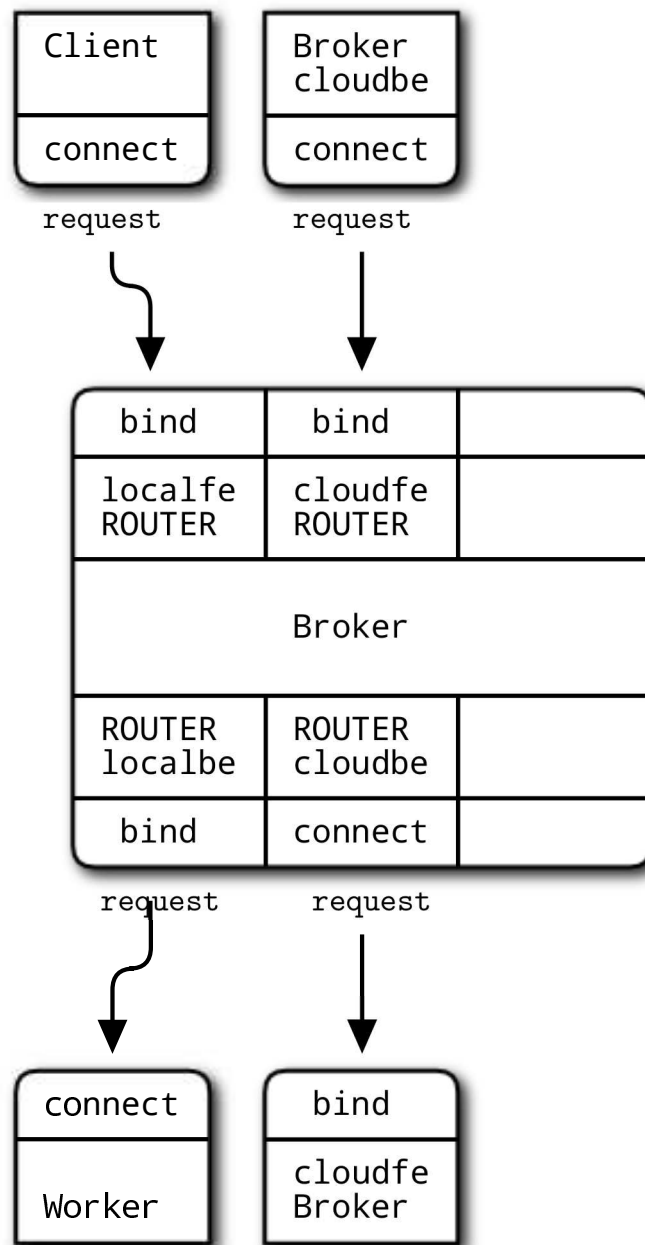 Client
connect
request
Broker
cloudbe
connect
request
bind
bind
localfe
ROUTER
cloudfe
ROUTER
Broker
ROUTER
localbe
ROUTER
cloudbe
bind
connect
request
request
connect
Worker
bind
cloudfe
Broker